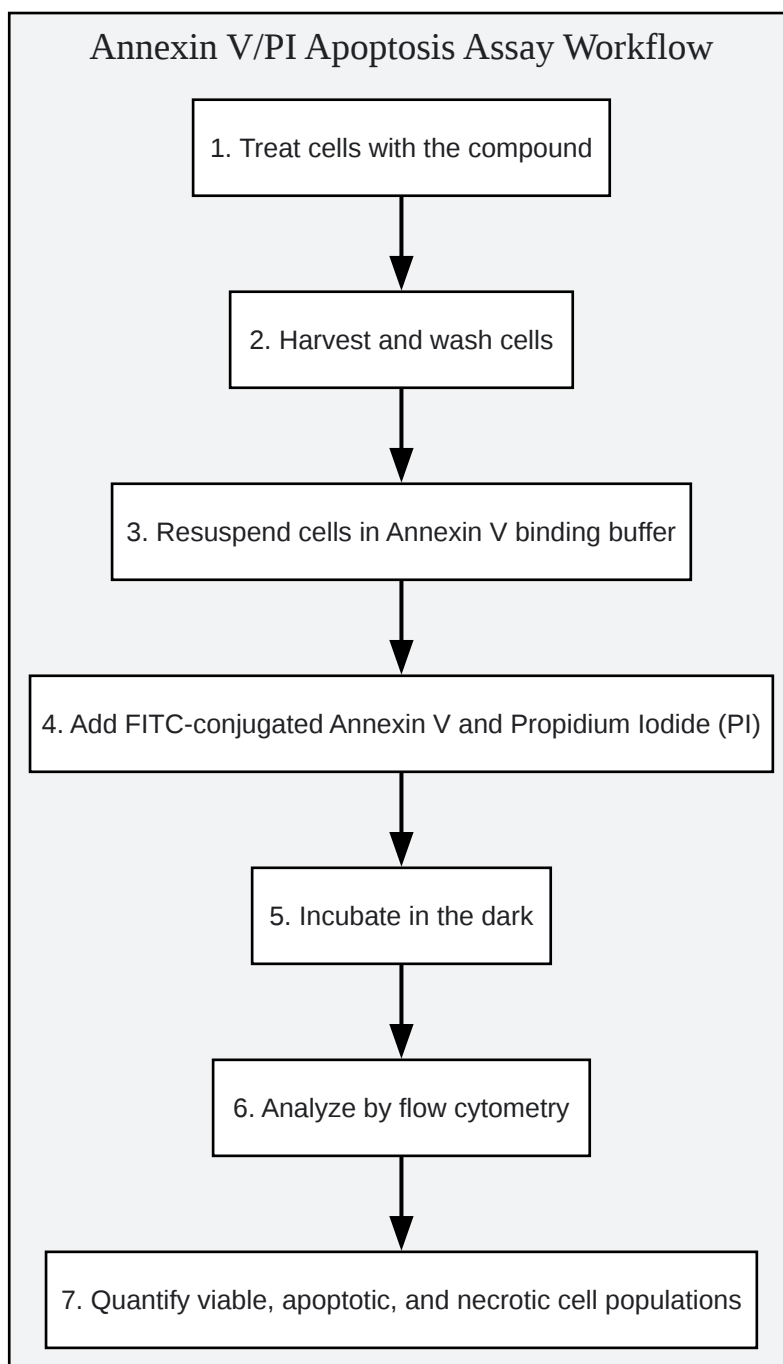 Annexin V/PI Apoptosis Assay Workflow
1. Treat cells with the compound
2. Harvest and wash cells
3. Resuspend cells in Annexin V binding buffer
4. Add FITC-conjugated Annexin V and Propidium Iodide (PI)
5. Incubate in the dark
6. Analyze by flow cytometry
7. Quantify viable, apoptotic, and necrotic cell populations